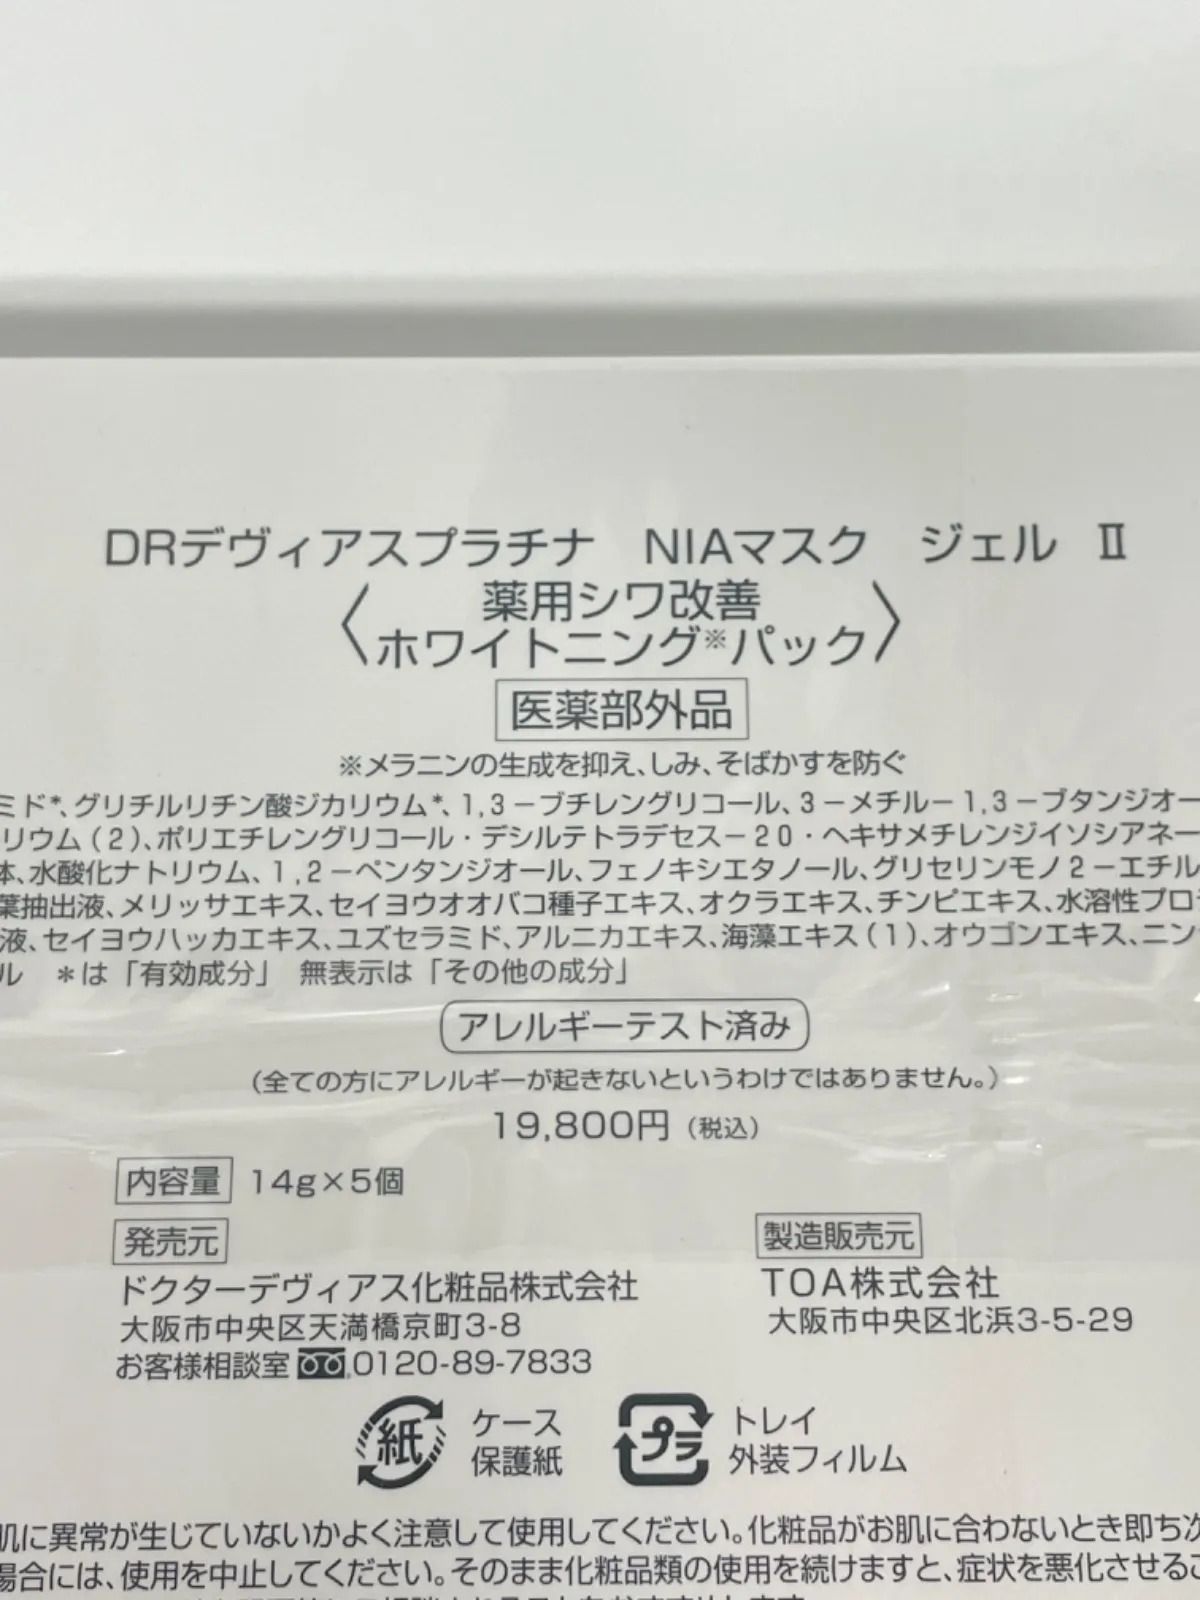 DRデヴィアスプラチナ　NIAマスク　ジェル　Ⅱ
〈薬用シワ改善
ホワイトニング※パック〉
医薬部外品
※メラニンの生成を抑え、しみ、そばかすを防ぐ
ミド*、グリチルリチン酸ジカリウム*、1,3－ブチレングリコール、3－メチル－1,3－ブタンジオー
リウム（2）、ポリエチレングリコール・デシルテトラデセス－20・ヘキサメチレンジイソシアネー
体、水酸化ナトリウム、1,2－ペンタンジオール、フェノキシエタノール、グリセリンモノ2－エチル
葉抽出液、メリッサエキス、セイヨウオオバコ種子エキス、オクラエキス、チンピエキス、水溶性プロ
液、セイヨウハッカエキス、ユズセラミド、アルニカエキス、海藻エキス（1）、オウゴンエキス、ニン
ル　*は「有効成分」　無表示は「その他の成分」
アレルギーテスト済み
（全ての方にアレルギーが起きないというわけではありません。）
19,800円（税込）
内容量　14g×5個
発売元
ドクターデヴィアス化粧品株式会社
大阪市中央区天満橋京町3-8
お客様相談室 0120-89-7833
製造販売元
TOA株式会社
大阪市中央区北浜3-5-29
紙　ケース
保護紙
プラ　トレイ
外装フィルム
肌に異常が生じていないかよく注意して使用してください。化粧品がお肌に合わないとき即ち次
場合には、使用を中止してください。そのまま化粧品類の使用を続けますと、症状を悪化させるこ